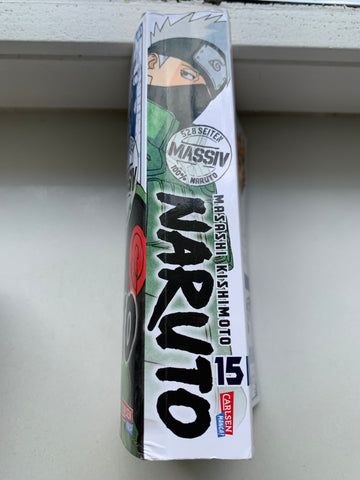 528 SEITEN
MASSIV
100% NARUTO
MASASHI KISHIMOTO
NARUTO
15
CARLSEN
MANGA!